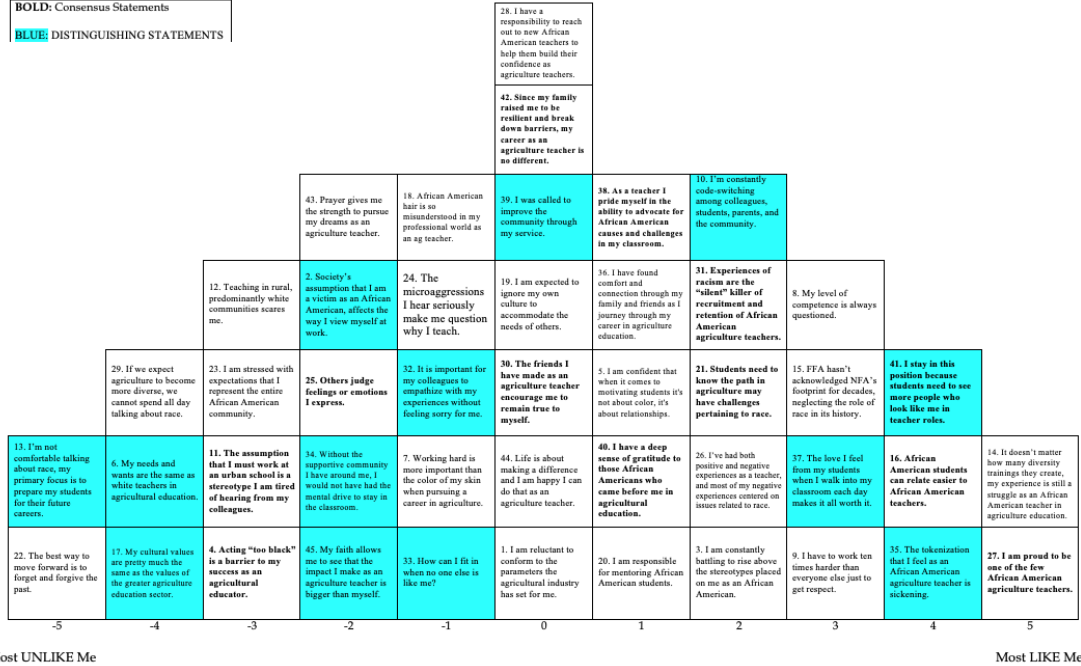 BOLD: Consensus Statements
BLUE: DISTINGUISHING STATEMENTS
28. I have a
responsibility to reach
out to new African
American teachers to
help them build their
confidence as
agriculture teachers.
42. Since my family
raised me to be
resilient and break
down barriers, my
career as an
agriculture teacher is
no different.
43. Prayer gives me
the strength to pursue
my dreams as an
agriculture teacher.
18. African American
hair is so
misunderstood in my
professional world as
an ag teacher.
39. I was called to
improve the
community through
my service.
38. As a teacher I
pride myself in the
ability to advocate for
African American
causes and challenges
in my classroom.
10. I'm constantly
code-switching
among colleagues,
students, parents, and
the community.
12. Teaching in rural,
predominantly white
communities scares
me.
2. Society's
assumption that I am
a victim as an African
American, affects the
way I view myself at
work.
24. The
microaggressions
I hear seriously
make me question
why I teach.
19. I am expected to
ignore my own
culture to
accommodate the
needs of others.
36. I have found
comfort and
connection through my
family and friends as I
journey through my
career in agriculture
education.
31. Experiences of
racism are the
“silent” killer of
recruitment and
retention of African
American
agriculture teachers.
8. My level of
competence is always
questioned.
29. If we expect
agriculture to become
more diverse, we
cannot spend all day
talking about race.
23. I am stressed with
expectations that I
represent the entire
African American
community.
25. Others judge
feelings or emotions
I express.
32. It is important for
my colleagues to
empathize with my
experiences without
feeling sorry for me.
30. The friends I
have made as an
agriculture teacher
encourage me to
remain true to
myself.
5. I am confident that
when it comes to
motivating students it's
not about color, it's
about relationships.
21. Students need to
know the path in
agriculture may
have challenges
pertaining to race.
15. FFA hasn't
acknowledged NFA's
footprint for decades,
neglecting the role of
race in its history.
41. I stay in this
position because
students need to see
more people who
look like me in
teacher roles.
13. I'm not
comfortable talking
about race, my
primary focus is to
prepare my students
for their future
careers.
6. My needs and
wants are the same as
white teachers in
agricultural education.
11. The assumption
that I must work at
an urban school is a
stereotype I am tired
of hearing from my
colleagues.
34. Without the
supportive community
I have around me, I
would not have had the
mental drive to stay in
the classroom.
7. Working hard is
more important than
the color of my skin
when pursuing a
career in agriculture.
44. Life is about
making a difference
and I am happy I can
do that as an
agriculture teacher.
40. I have a deep
sense of gratitude to
those African
Americans who
came before me in
agricultural
education.
26. I've had both
positive and negative
experiences as a teacher,
and most of my negative
experiences centered on
issues related to race.
37. The love I feel
from my students
when I walk into my
classroom each day
makes it all worth it.
16. African
American students
can relate easier to
African American
teachers.
14. It doesn't matter
how many diversity
trainings they create,
my experience is still a
struggle as an African
American teacher in
agriculture education.
22. The best way to
move forward is to
forget and forgive the
past.
17. My cultural values
are pretty much the
same as the values of
the greater agriculture
education sector.
4. Acting “too black”
is a barrier to my
success as an
agricultural
educator.
45. My faith allows
me to see that the
impact I make as an
agriculture teacher is
bigger than myself.
33. How can I fit in
when no one else is
like me?
1. I am reluctant to
conform to the
parameters the
agricultural industry
has set for me.
20. I am responsible
for mentoring African
American students.
3. I am constantly
battling to rise above
the stereotypes placed
on me as an African
American.
9. I have to work ten
times harder than
everyone else just to
get respect.
35. The tokenization
that I feel as an
African American
agriculture teacher is
sickening.
27. I am proud to be
one of the few
African American
agriculture teachers.
-5 -4 -3 -2 -1 0 1 2 3 4 5
ost UNLIKE Me
Most LIKE Me